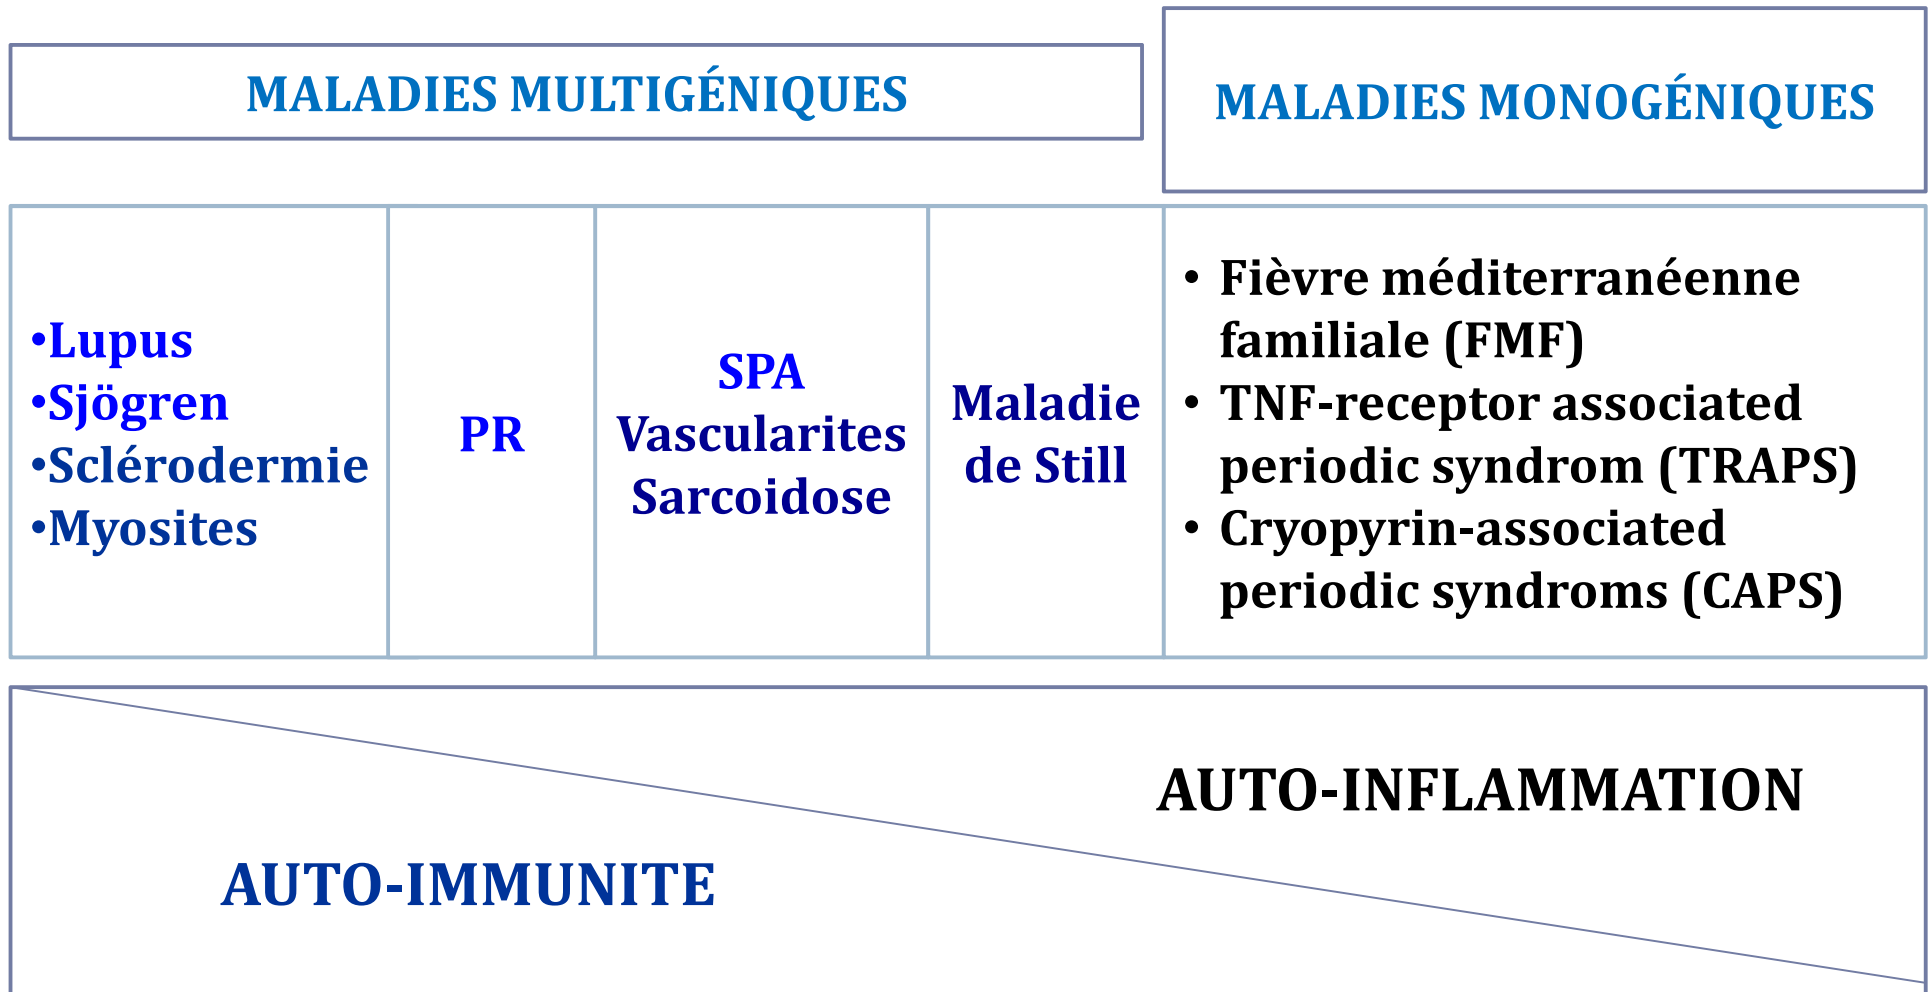 MALADIES MULTIGÉNIQUES
MALADIES MONOGÉNIQUES
•Lupus
•Sjögren
•Sclérodermie
•Myosites
PR
SPA
Vascularites
Sarcoidose
Maladie
de Still
• Fièvre méditerranéenne
familiale (FMF)
• TNF-receptor associated
periodic syndrom (TRAPS)
• Cryopyrin-associated
periodic syndroms (CAPS)
AUTO-INFLAMMATION
AUTO-IMMUNITE